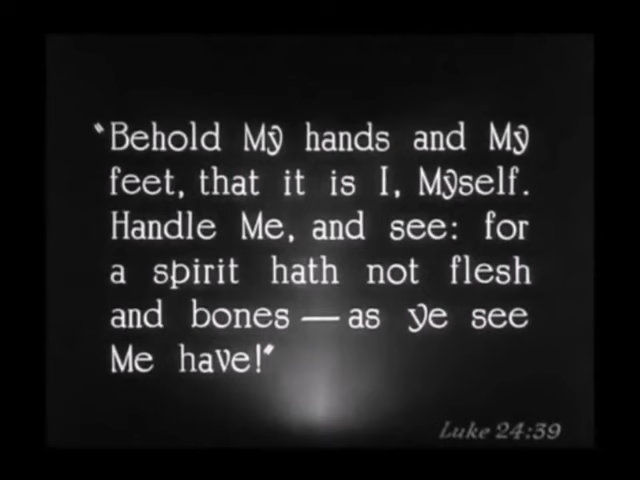 "Behold My hands and My
feet, that it is I, Myself.
Handle Me, and see: for
a spirit hath not flesh
and bones — as ye see
Me have!"
Luke 24:39